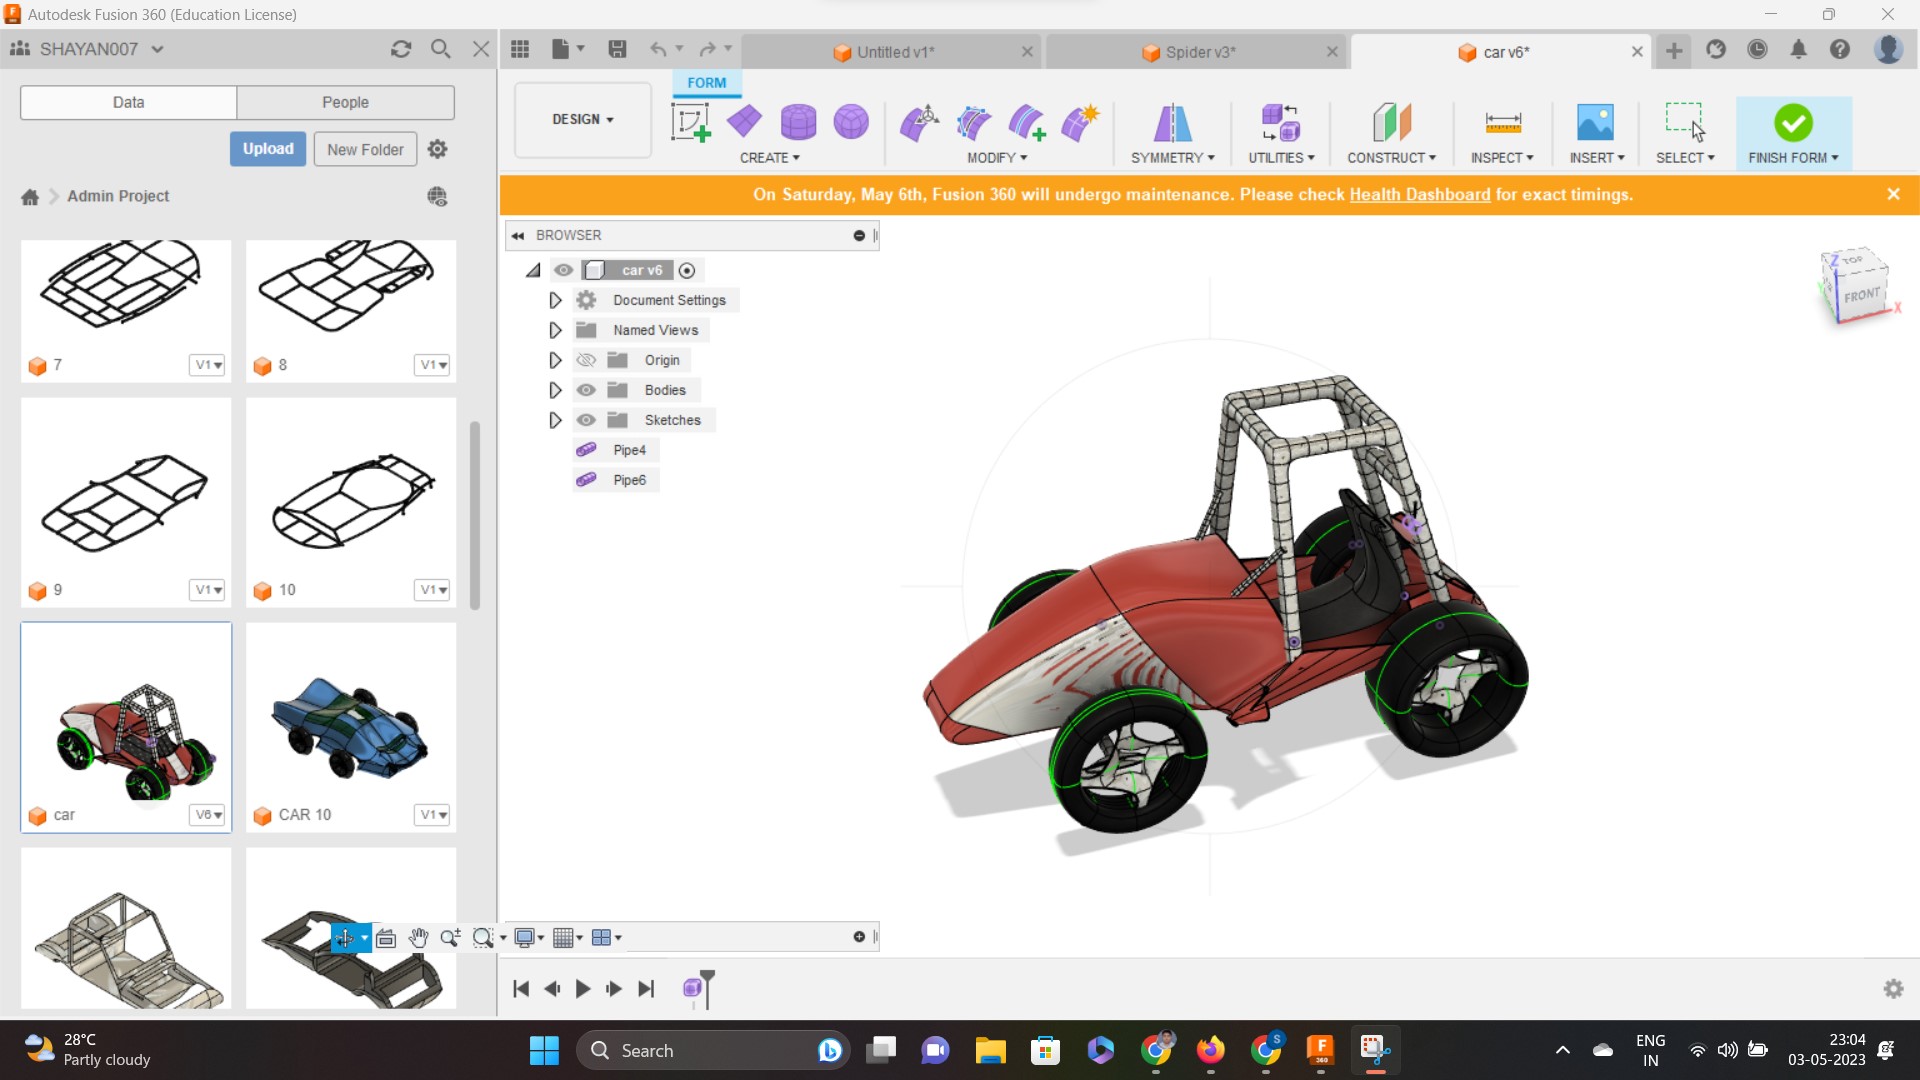 Autodesk Fusion 360 (Education License)
SHAYAN007
Untitled v1*
Spider v3*
car v6*
Data
People
Upload
New Folder
Admin Project
FORM
DESIGN
CREATE
MODIFY
SYMMETRY
UTILITIES
CONSTRUCT
INSPECT
INSERT
SELECT
FINISH FORM
On Saturday, May 6th, Fusion 360 will undergo maintenance. Please check Health Dashboard for exact timings.
BROWSER
car v6
Document Settings
Named Views
Origin
Bodies
Sketches
Pipe4
Pipe6
TOP
FRONT
Z
X
7
V1
8
V1
9
V1
10
V1
car
V6
CAR 10
V1
28°C
Partly cloudy
Search
S
F
360
ENG
IN
23:04
03-05-2023